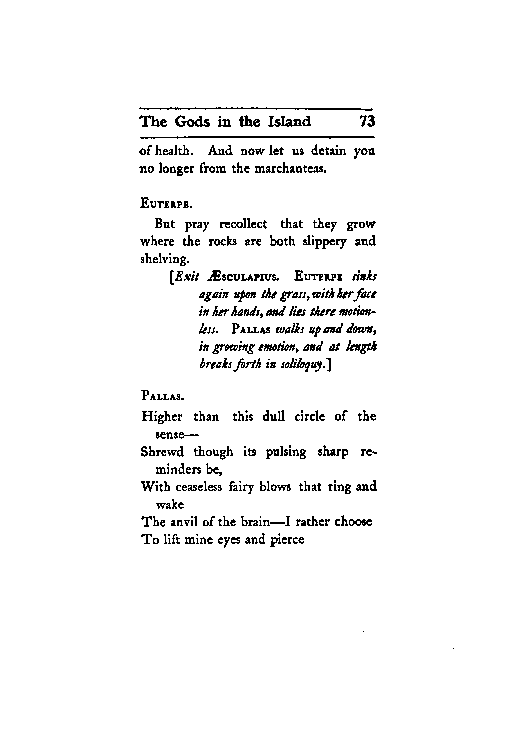 The Gods in the Island 73
of health. And now let us detain you
no longer from the marchanteas.
EUTERPE.
But pray recollect that they grow
where the rocks are both slippery and
shelving.
[Exit ÆSCULAPIUS. EUTERPE sinks
again upon the grass, with her face
in her hands, and lies there motion-
less. PALLAS walks up and down,
in growing emotion, and at length
breaks forth in soliloquy.]
PALLAS.
Higher than this dull circle of the
sense—
Shrewd though its pulsing sharp re-
minders be,
With ceaseless fairy blows that ring and
wake
The anvil of the brain—I rather choose
To lift mine eyes and pierce